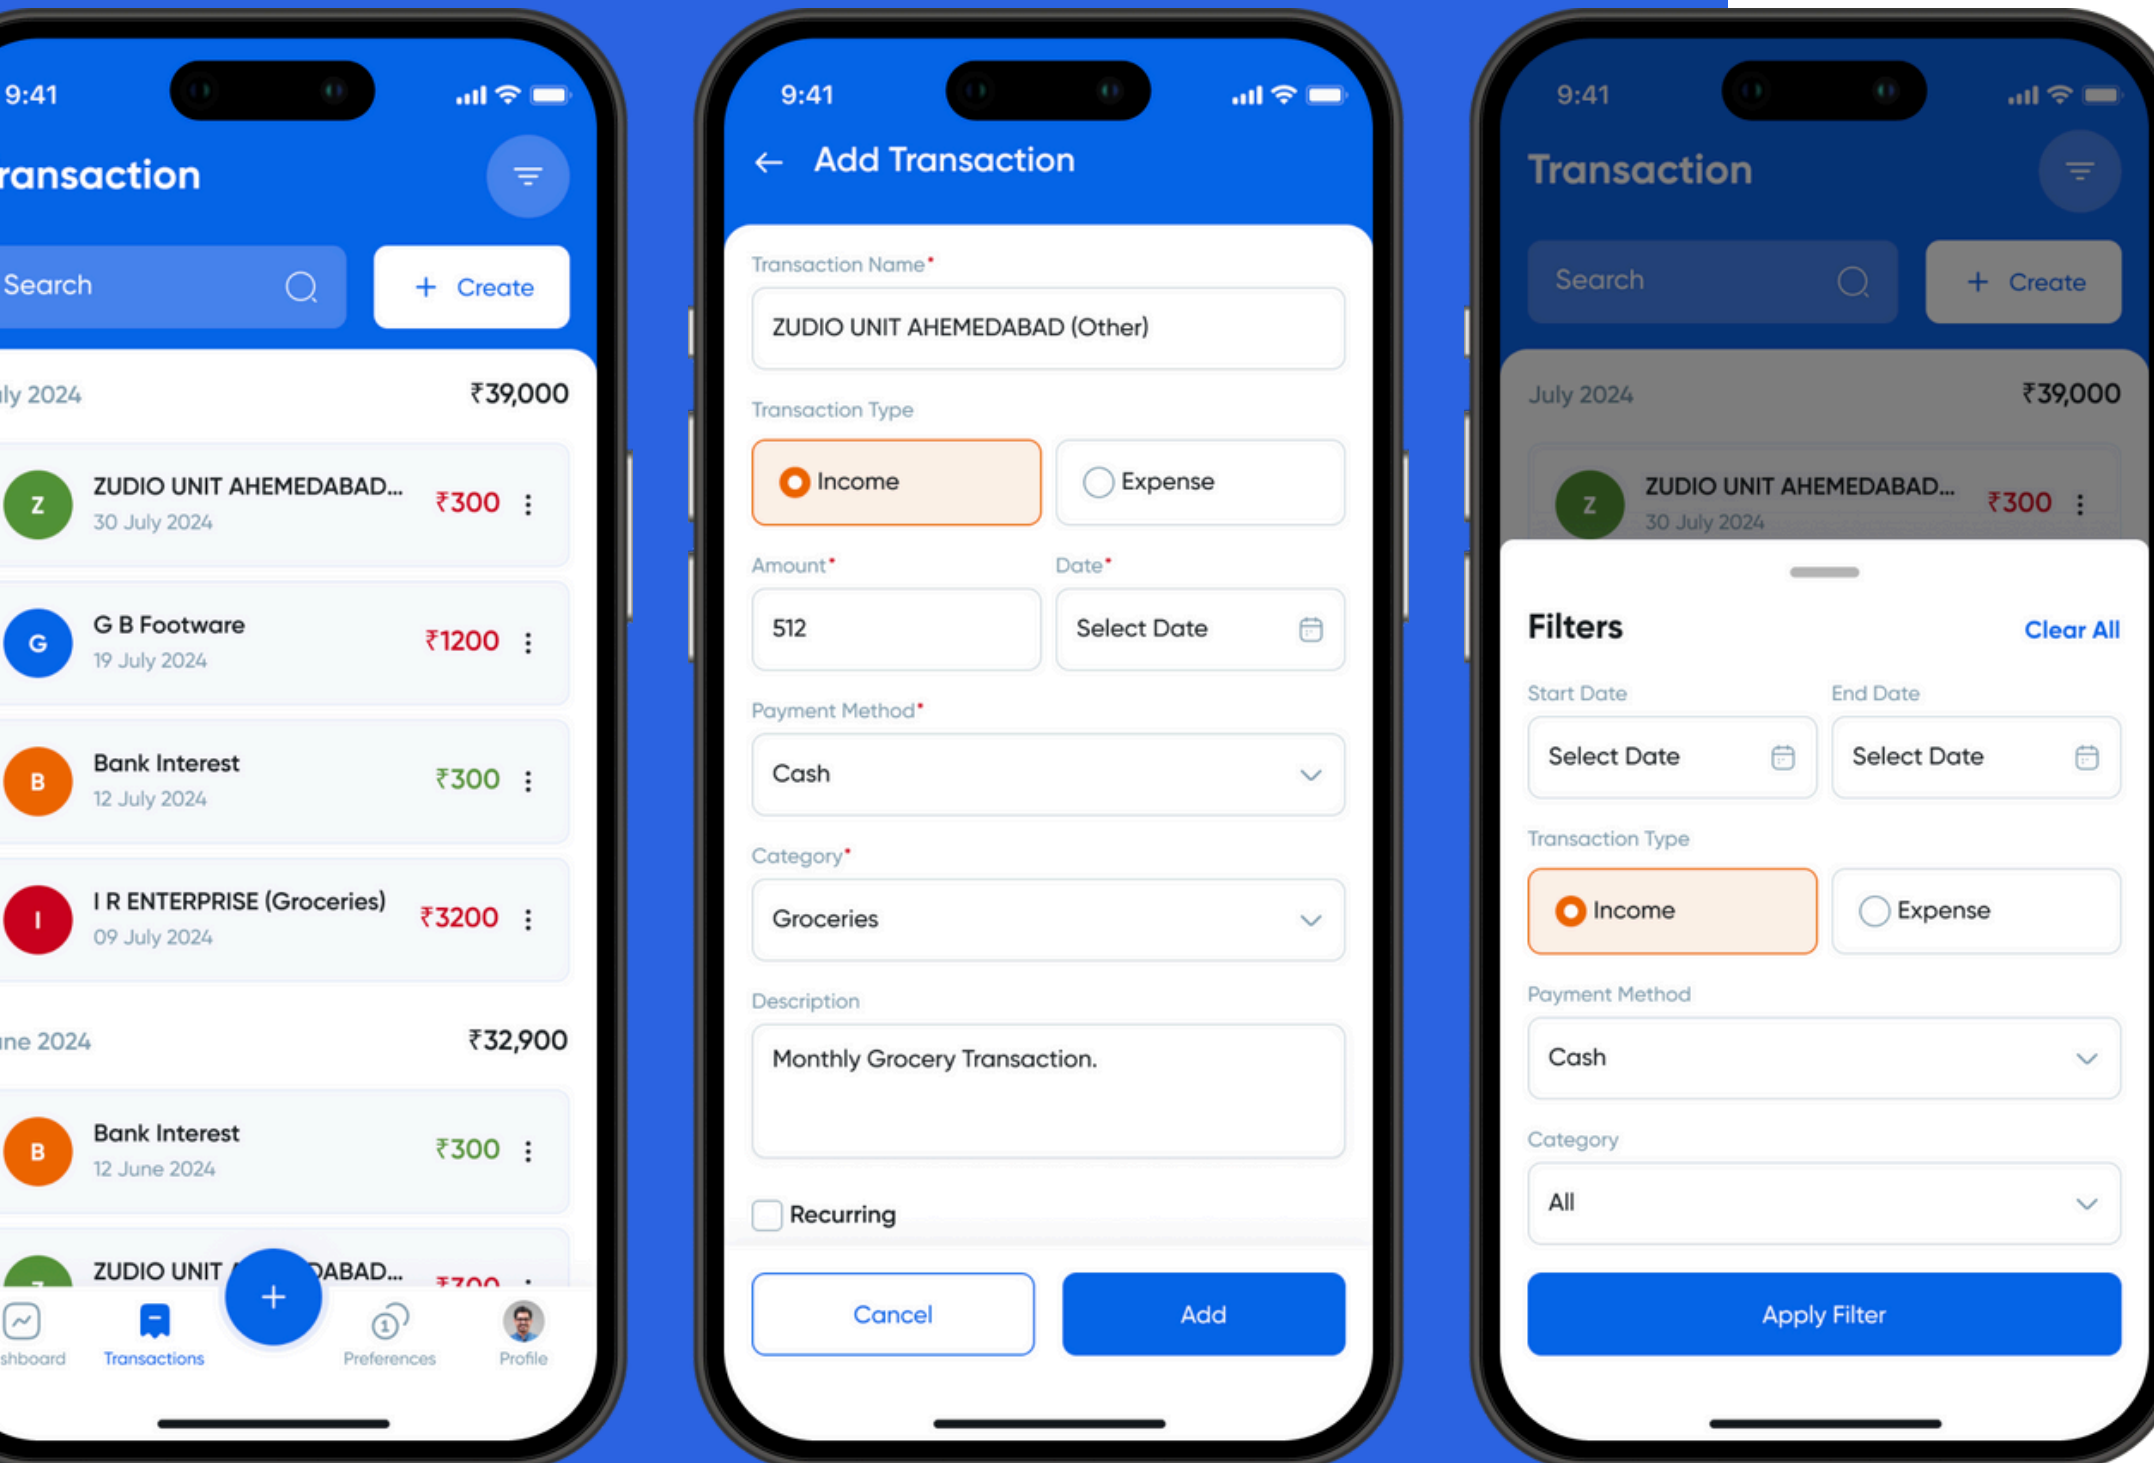 9:41
ransaction
Search
+ Create
ly 2024 ₹39,000
Z
ZUDIO UNIT AHEMEDABAD... ₹300
30 July 2024
G
G B Footware ₹1200
19 July 2024
B
Bank Interest ₹300
12 July 2024
I
I R ENTERPRISE (Groceries) ₹3200
09 July 2024
ne 2024 ₹32,900
B
Bank Interest ₹300
12 June 2024
ZUDIO UNIT A DABAD...
+
shboard Transactions Preferences Profile
9:41
← Add Transaction
Transaction Name*
ZUDIO UNIT AHEMEDABAD (Other)
Transaction Type
Income Expense
Amount* Date*
512 Select Date
Payment Method*
Cash
Category*
Groceries
Description
Monthly Grocery Transaction.
Recurring
Cancel Add
9:41
Transaction
Search
+ Create
July 2024 ₹39,000
Z
ZUDIO UNIT AHEMEDABAD... ₹300
30 July 2024
Filters Clear All
Start Date End Date
Select Date Select Date
Transaction Type
Income Expense
Payment Method
Cash
Category
All
Apply Filter